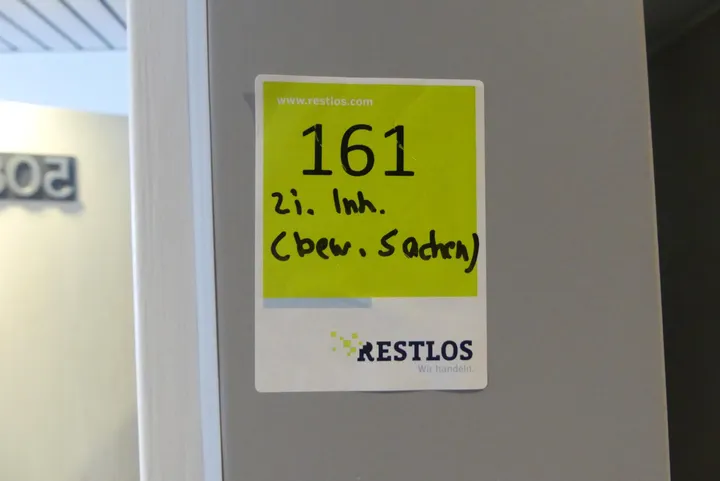 www.restlos.com
161
zi. Inh.
(bew. Sachen)
RESTLOS
Wir handeln.